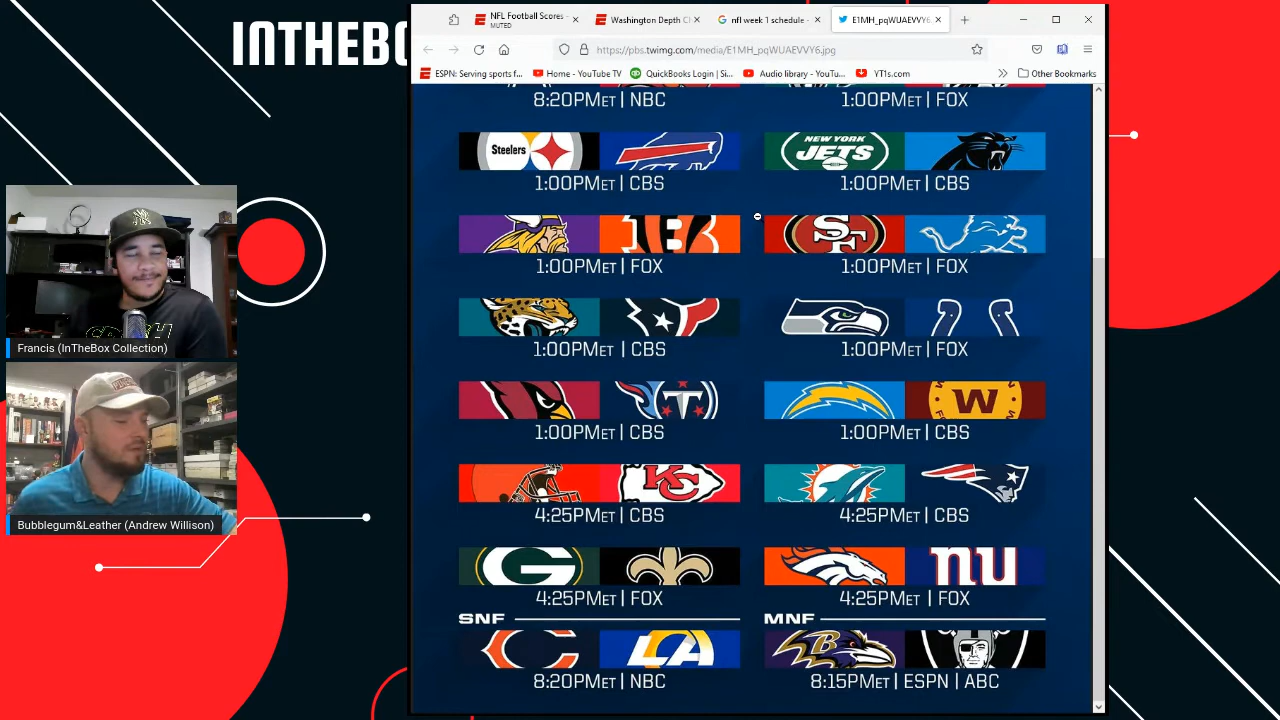 INTHEBO
NFL Football Scores -
MUTED
Washington Depth C
nfl week 1 schedule -
E1MH_pqWUAEVVY6.
https://pbs.twimg.com/media/E1MH_pqWUAEVVY6.jpg
ESPN: Serving sports f...
Home - YouTube TV
QuickBooks Login | Si...
Audio library - YouTu...
YT1s.com
Other Bookmarks
8:20PMET | NBC
1:00PMET | FOX
Steelers
NEW YORK
JETS
1:00PMET | CBS
1:00PMET | CBS
B
SF
1:00PMET | FOX
1:00PMET | FOX
1:00PMET | CBS
1:00PMET | FOX
T
W
1:00PMET | CBS
1:00PMET | CBS
KC
4:25PMET | CBS
4:25PMET | CBS
G
ny
4:25PMET | FOX
4:25PMET | FOX
SNF
MNF
C
LA
8:20PMET | NBC
8:15PMET | ESPN | ABC
Francis (InTheBox Collection)
Bubblegum&Leather (Andrew Willison)